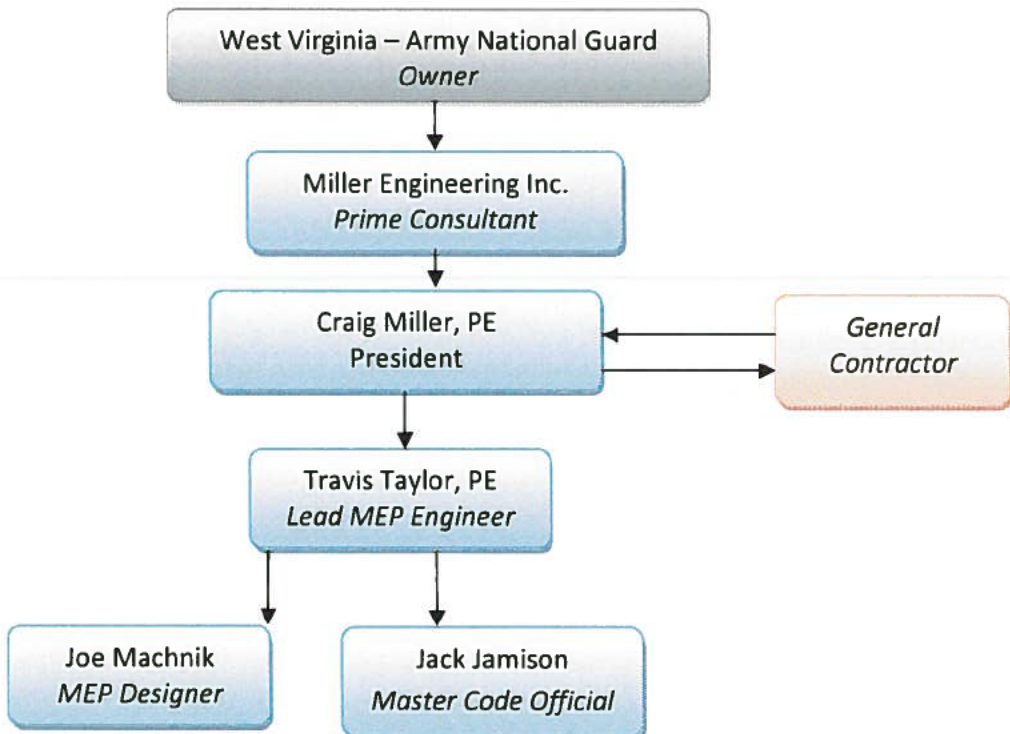 West Virginia – Army National Guard
Owner
Miller Engineering Inc.
Prime Consultant
Craig Miller, PE
President
General
Contractor
Travis Taylor, PE
Lead MEP Engineer
Joe Machnik
MEP Designer
Jack Jamison
Master Code Official